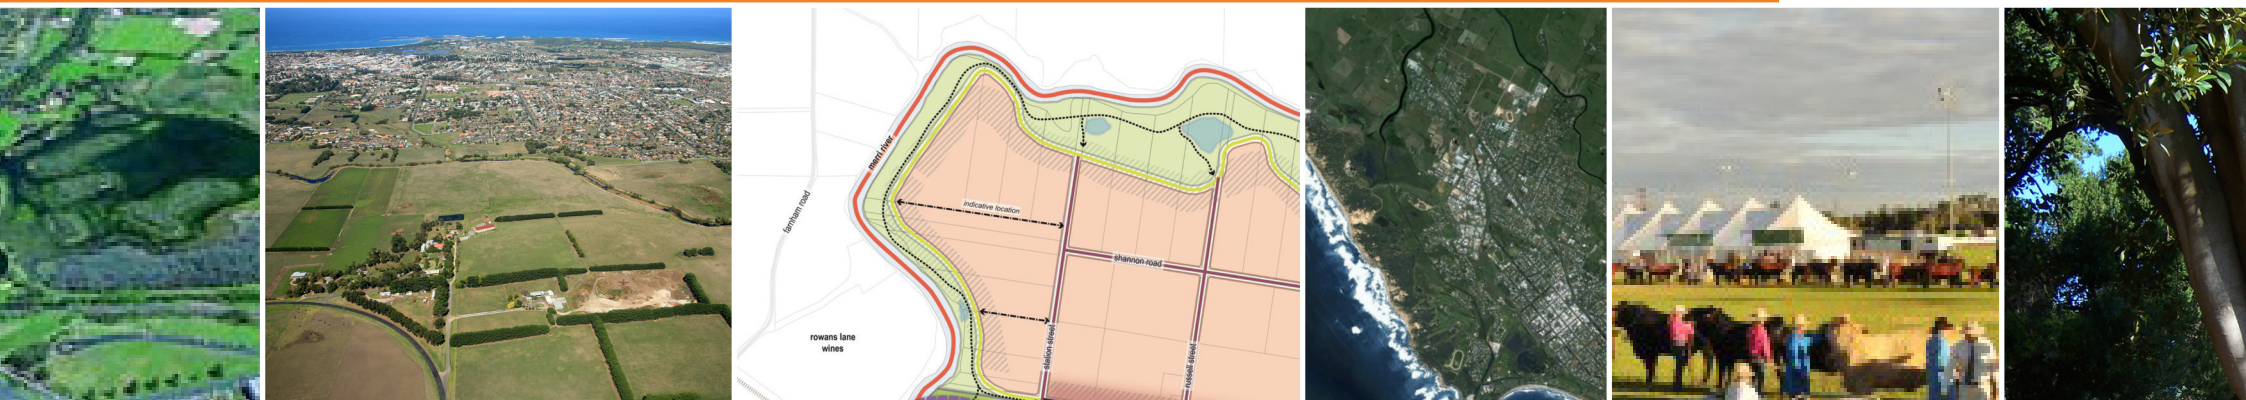 merri river
farnham road
indicative location
shannon road
station street
russell street
rowans lane
wines